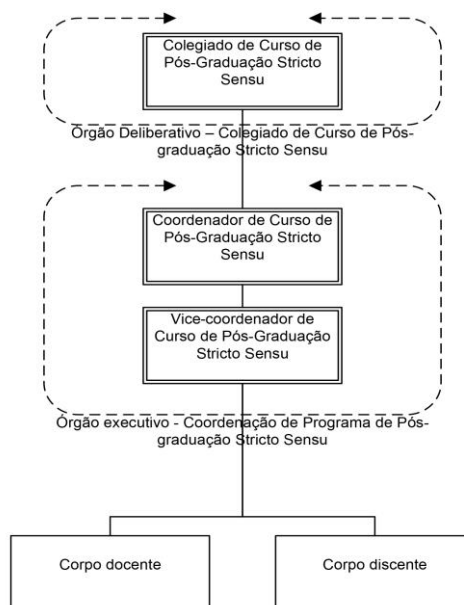 Colegiado de Curso de
Pós-Graduação Stricto
Sensu
Órgão Deliberativo – Colegiado de Curso de Pós-
graduação Stricto Sensu
Coordenador de Curso de
Pós-Graduação Stricto
Sensu
Vice-coordenador de
Curso de Pós-Graduação
Stricto Sensu
Órgão executivo - Coordenação de Programa de Pós-
graduação Stricto Sensu
Corpo docente
Corpo discente